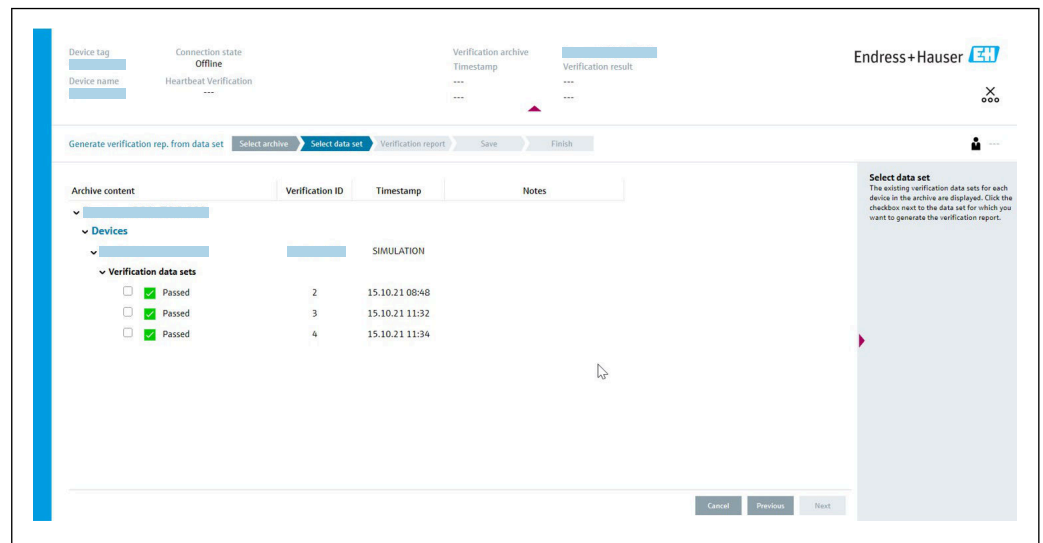 Device tag Connection state Verification archive
Offline Timestamp Verification result
Device name Heartbeat Verification --- ---
--- --- ---
Endress+Hauser EH
Generate verification rep. from data set Select archive Select data set Verification report Save Finish ---
Archive content Verification ID Timestamp Notes
Devices
SIMULATION
Verification data sets
Passed 2 15.10.21 08:48
Passed 3 15.10.21 11:32
Passed 4 15.10.21 11:34
Select data set
The existing verification data sets for each
device in the archive are displayed. Click the
checkbox next to the data set for which you
want to generate the verification report.
Cancel Previous Next